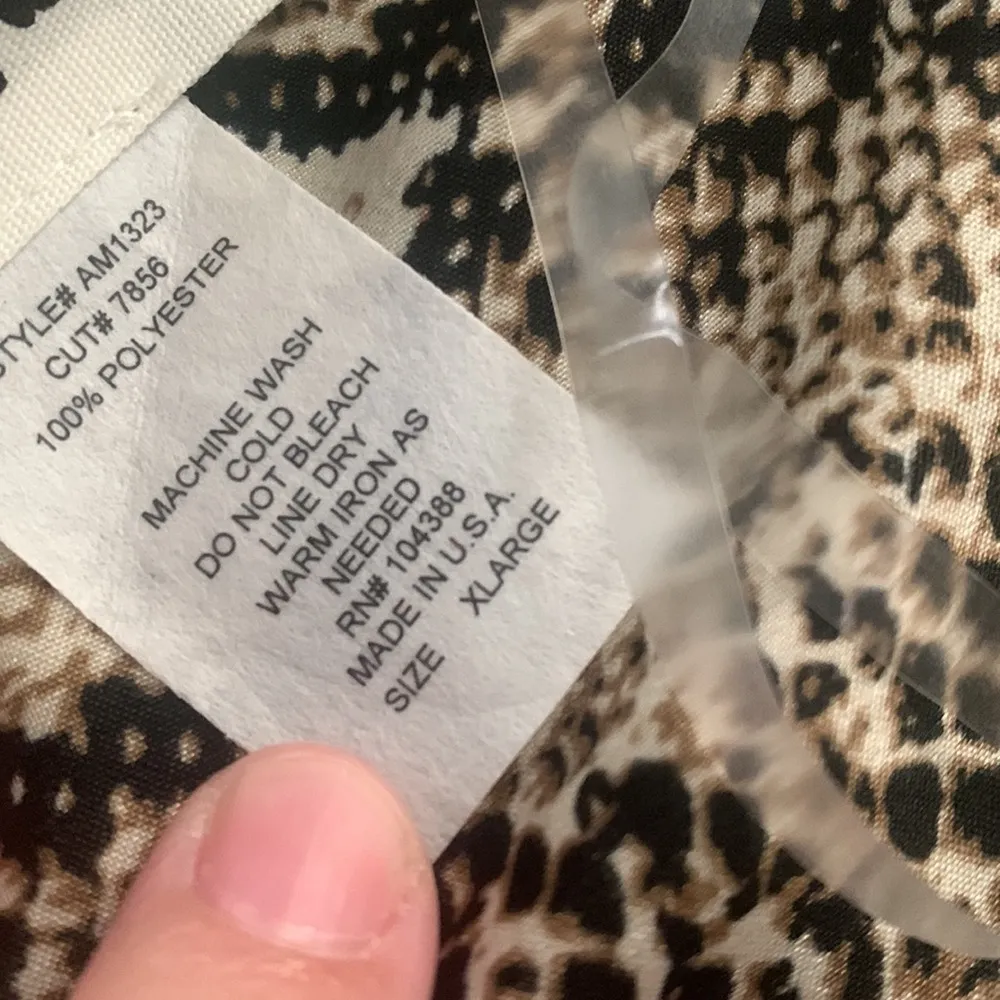 STYLE# AM1323
CUT# 7856
100% POLYESTER
MACHINE WASH
COLD
DO NOT BLEACH
LINE DRY
WARM IRON AS
NEEDED
RN# 104388
MADE IN U.S.A.
SIZE XLARGE